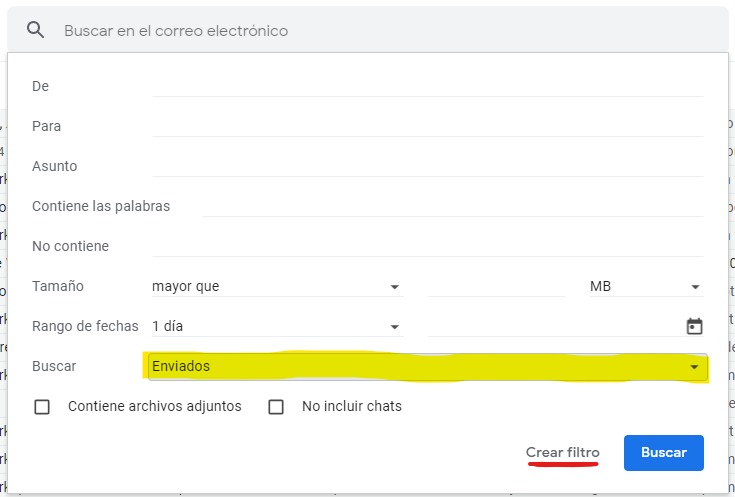 Buscar en el correo electrónico
De
Para
Asunto
Contiene las palabras
No contiene
Tamaño mayor que MB
Rango de fechas 1 día
Buscar Enviados
Contiene archivos adjuntos No incluir chats
Crear filtro Buscar